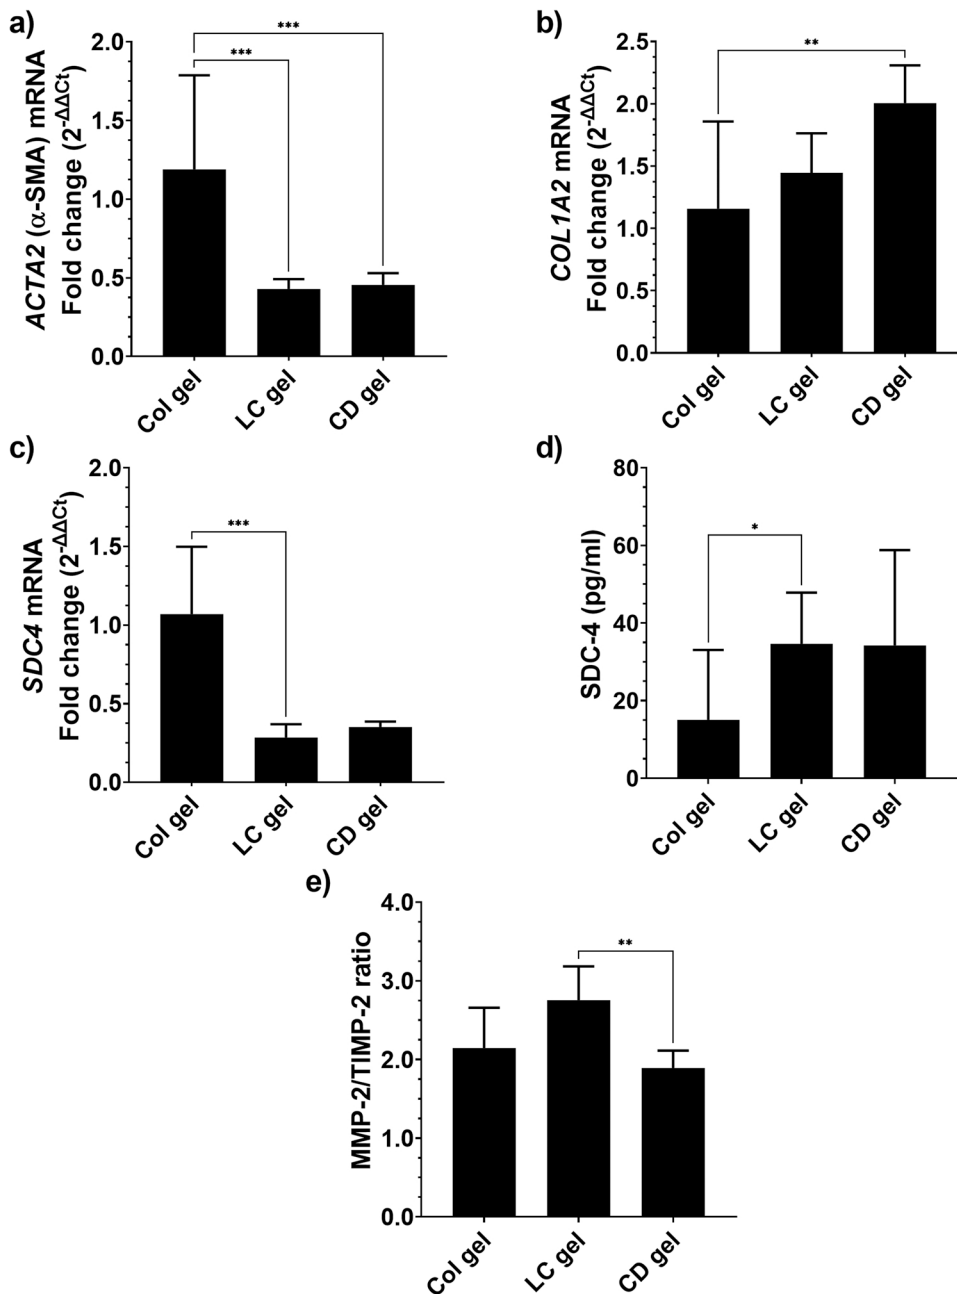 a)
***
***
2.0
1.5
1.0
0.5
0.0
ACTA2 (α-SMA) mRNA
Fold change (2^-ΔΔCt)
Col gel
LC gel
CD gel
b)
**
2.5
2.0
1.5
1.0
0.5
0.0
COL1A2 mRNA
Fold change (2^-ΔΔCt)
Col gel
LC gel
CD gel
c)
***
2.0
1.5
1.0
0.5
0.0
SDC4 mRNA
Fold change (2^-ΔΔCt)
Col gel
LC gel
CD gel
d)
*
80
60
40
20
0
SDC-4 (pg/ml)
Col gel
LC gel
CD gel
e)
**
4.0
3.0
2.0
1.0
0.0
MMP-2/TIMP-2 ratio
Col gel
LC gel
CD gel